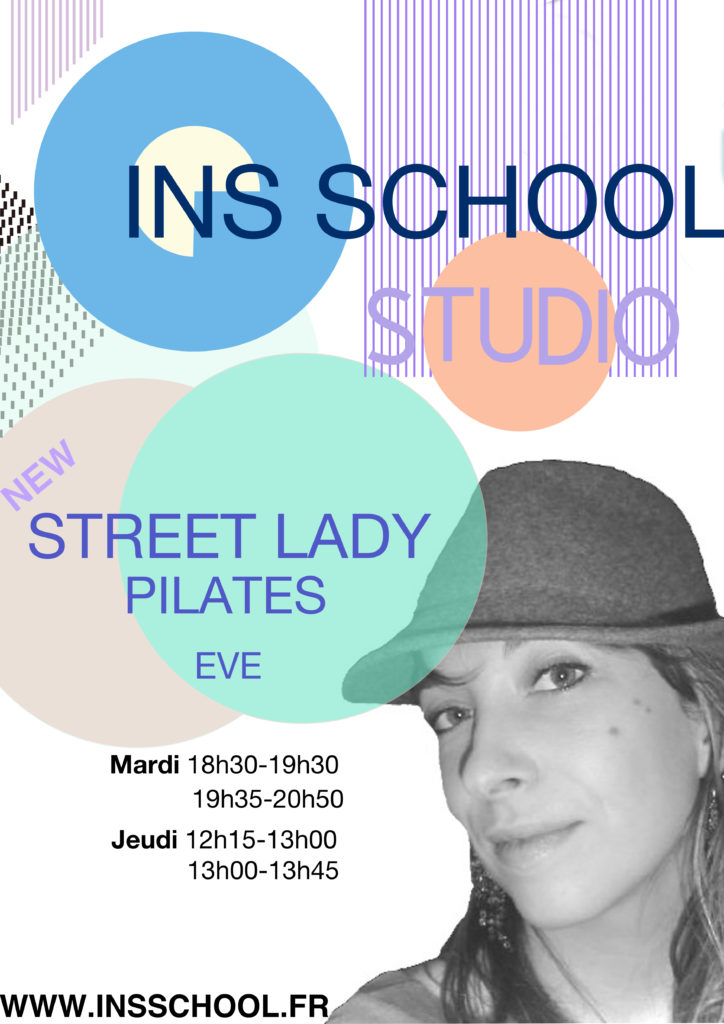 INS SCHOOL
STUDIO
NEW
STREET LADY
PILATES
EVE
Mardi 18h30-19h30
19h35-20h50
Jeudi 12h15-13h00
13h00-13h45
WWW.INSSCHOOL.FR